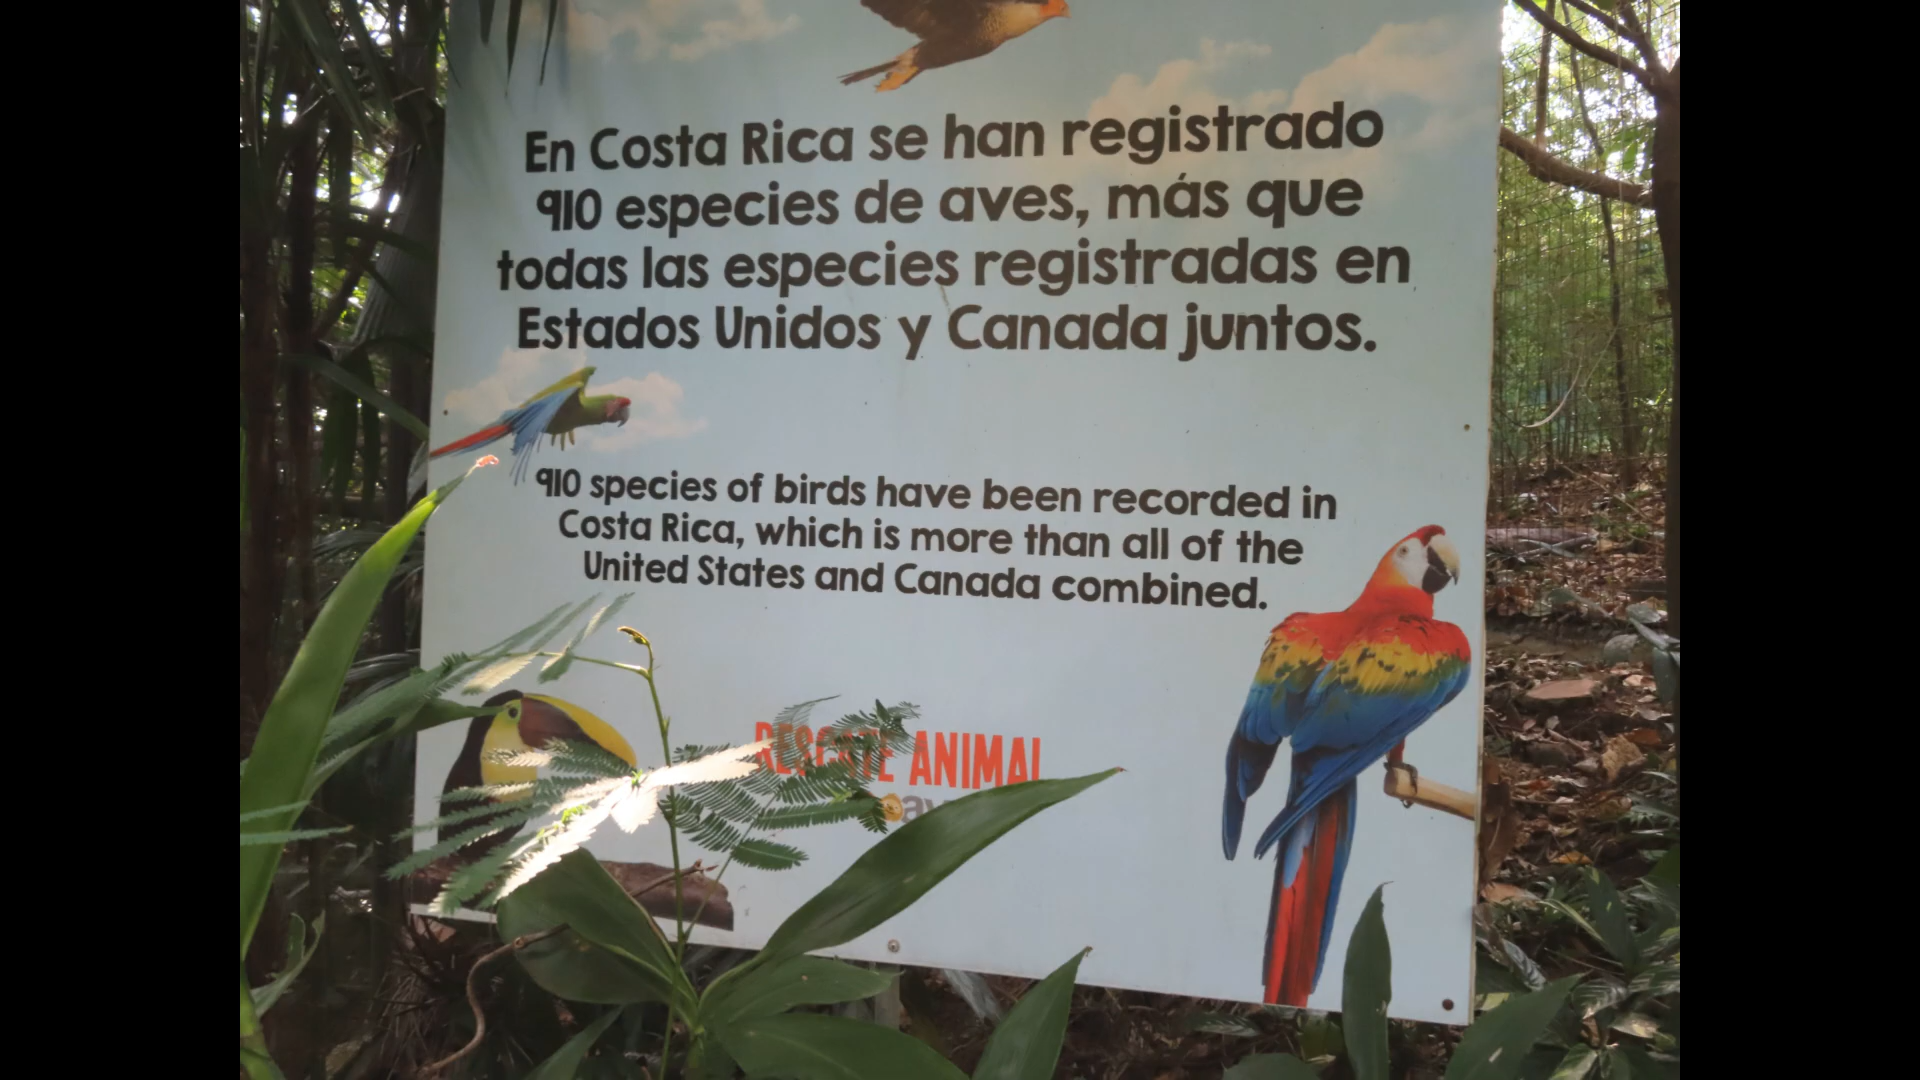 En Costa Rica se han registrado
910 especies de aves, más que
todas las especies registradas en
Estados Unidos y Canada juntos.
910 species of birds have been recorded in
Costa Rica, which is more than all of the
United States and Canada combined.
RESCATE ANIMAL